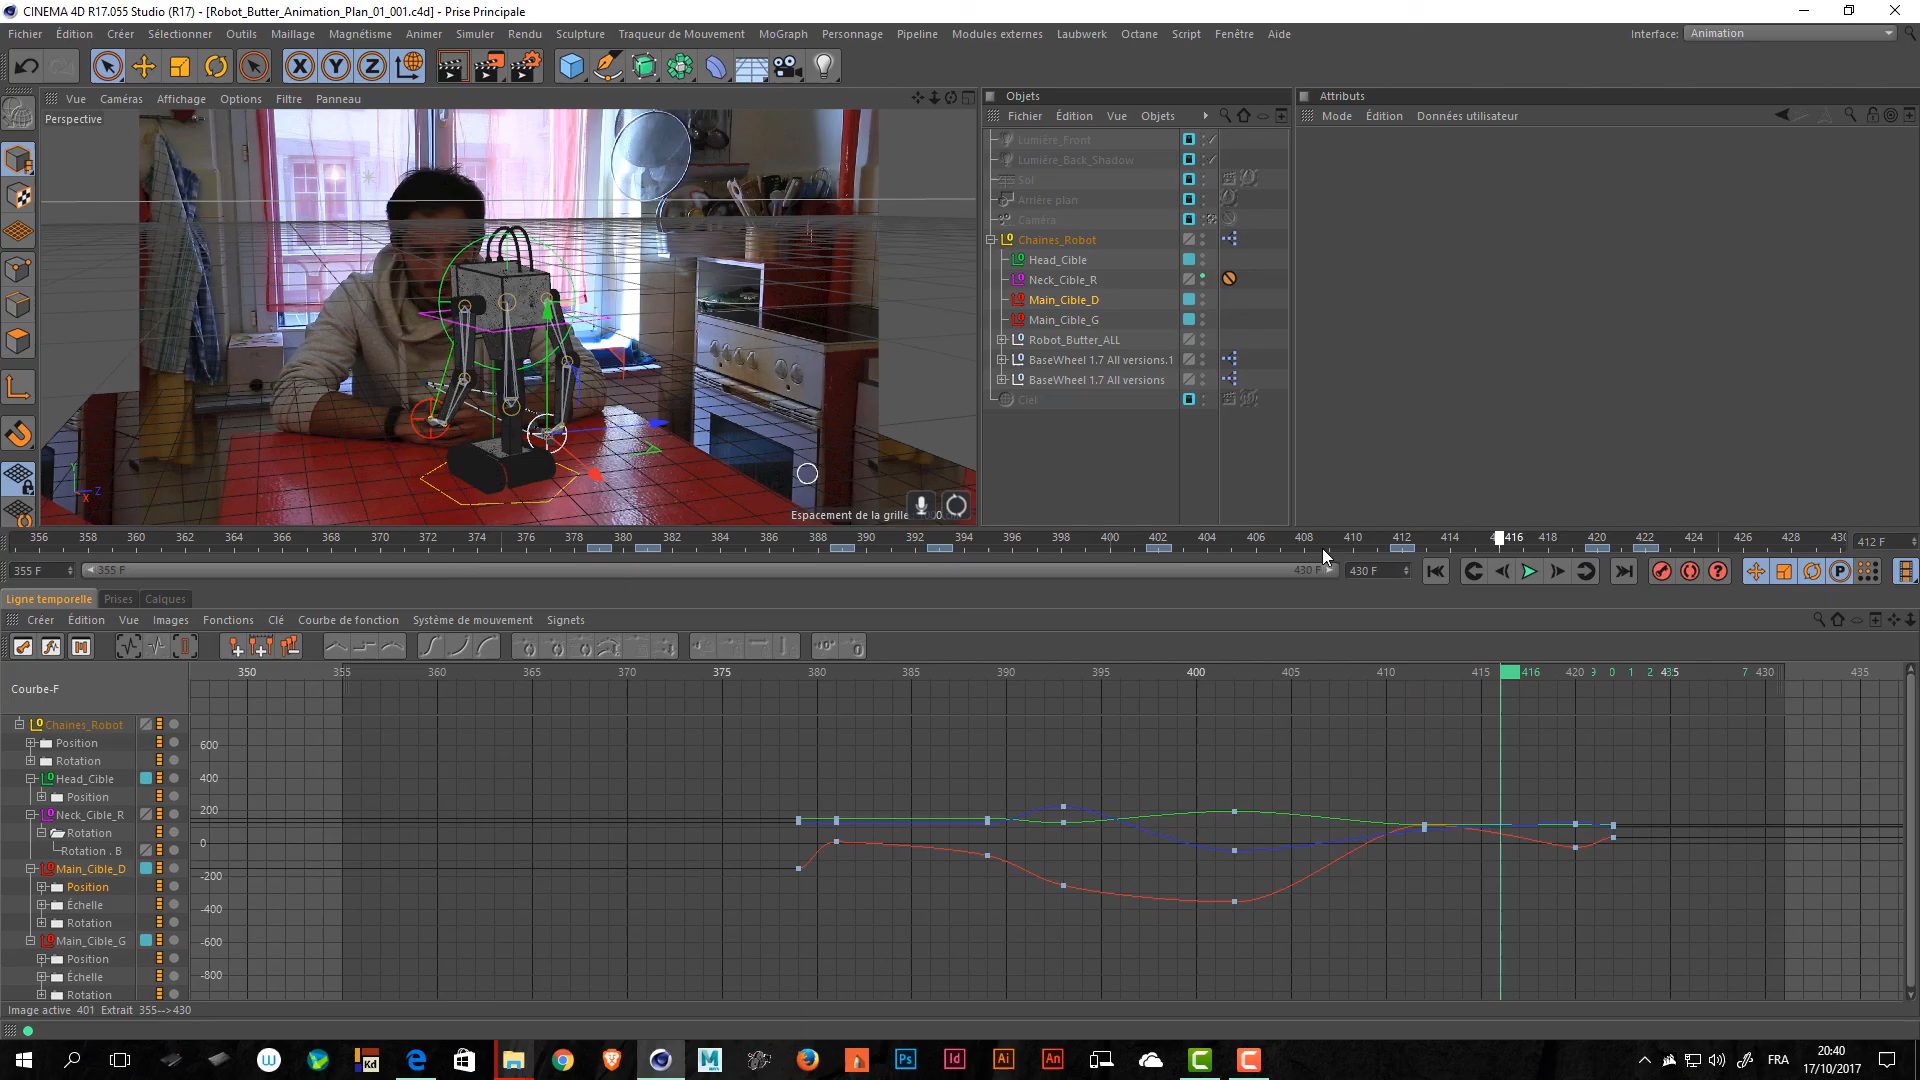 CINEMA 4D R17.055 Studio (R17) - [Robot_Butter_Animation_Plan_01_001.c4d] - Prise Principale
Fichier Édition Créer Sélectionner Outils Maillage Magnétisme Animer Simuler Rendu Sculpture Traqueur de Mouvement MoGraph Personnage Pipeline Modules externes Laubwerk Octane Script Fenêtre Aide
Interface: Animation
X Y Z
Vue Caméras Affichage Options Filtre Panneau
Perspective
Y X Z
Espacement de la grille
Objets
Fichier Édition Vue Objets
Lumière_Front
Lumière_Back_Shadow
Sol
Arrière plan
Caméra
Chaines_Robot
Head_Cible
Neck_Cible_R
Main_Cible_D
Main_Cible_G
Robot_Butter_ALL
BaseWheel 1.7 All versions.1
BaseWheel 1.7 All versions
Ciel
Attributs
Mode Édition Données utilisateur
356 358 360 362 364 366 368 370 372 374 376 378 380 382 384 386 388 390 392 394 396 398 400 402 404 406 408 410 412 414 416 418 420 422 424 426 428 412 F
355 F 355 F 430 F 430 F
P
Ligne temporelle Prises Calques
Créer Édition Vue Images Fonctions Clé Courbe de fonction Système de mouvement Signets
Courbe-F
350 355 360 365 370 375 380 385 390 395 400 405 410 415 416 420 9 0 1 2 7 430 435
Chaines_Robot
Position
Rotation
Head_Cible
Position
Neck_Cible_R
Rotation
Rotation . B
Main_Cible_D
Position
Échelle
Rotation
Main_Cible_G
Position
Échelle
Rotation
600
400
200
0
-200
-400
-600
-800
Image active 401 Extrait 355-->430
W Kd Ps Id Ai An
FRA
20:40
17/10/2017